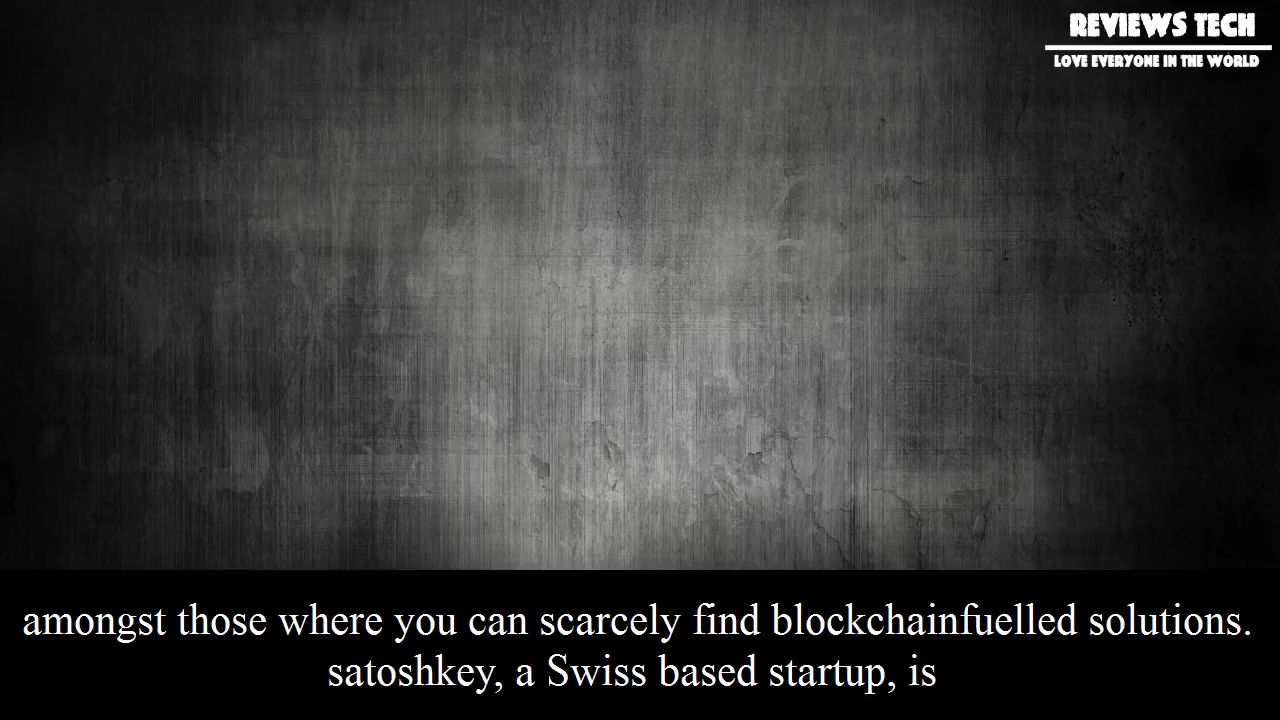 REVIEWS TECH
LOVE EVERYONE IN THE WORLD
amongst those where you can scarcely find blockchainfuelled solutions.
satoshkey, a Swiss based startup, is